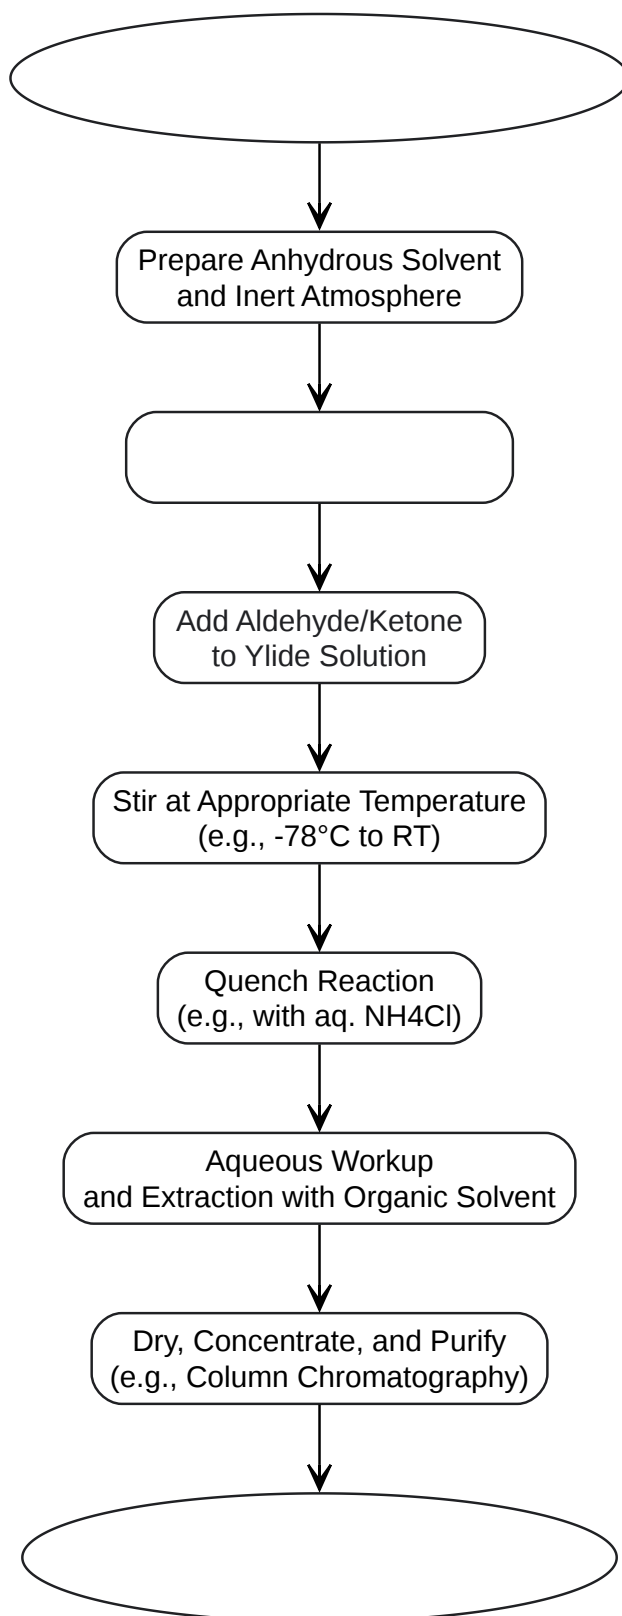 Prepare Anhydrous Solvent
and Inert Atmosphere
Add Aldehyde/Ketone
to Ylide Solution
Stir at Appropriate Temperature
(e.g., -78°C to RT)
Quench Reaction
(e.g., with aq. NH4Cl)
Aqueous Workup
and Extraction with Organic Solvent
Dry, Concentrate, and Purify
(e.g., Column Chromatography)